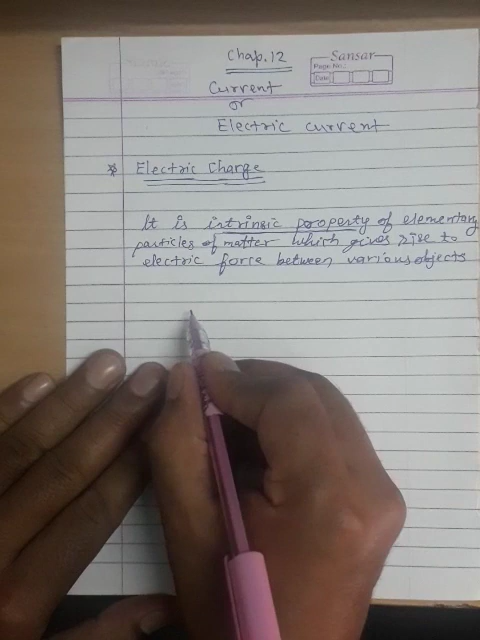 Chap. 12
Sansar
Page No.:
Date
Current
or
Electric current
* Electric Charge
It is intrinsic property of elementary
particles of matter which gives rise to
electric force between various objects